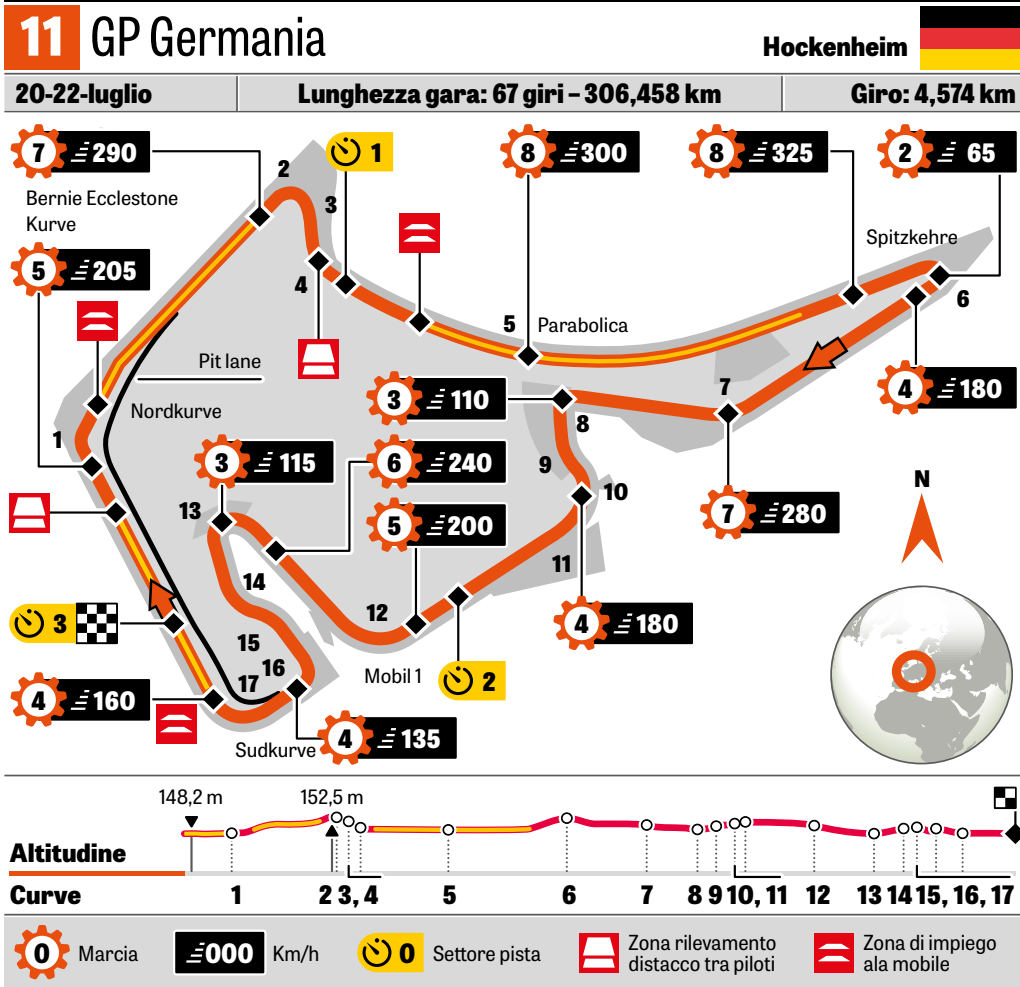 11 GP Germania
Hockenheim
20-22-luglio
Lunghezza gara: 67 giri – 306,458 km
Giro: 4,574 km
7 290
2
1
8 300
8 325
2 65
Bernie Ecclestone
Kurve
3
Spitzkehre
5 205
4
6
5
Parabolica
Pit lane
7
4 180
3 110
Nordkurve
8
1
3 115
6 240
9
10
N
13
5 200
7 280
11
14
12
3
15
4 180
16
Mobil 1
2
17
4 160
Sudkurve
4 135
148,2 m
152,5 m
Altitudine
Curve
1
2
3, 4
5
6
7
8
9
10, 11
12
13
14
15, 16, 17
0 Marcia
000 Km/h
0 Settore pista
Zona rilevamento
distacco tra piloti
Zona di impiego
ala mobile